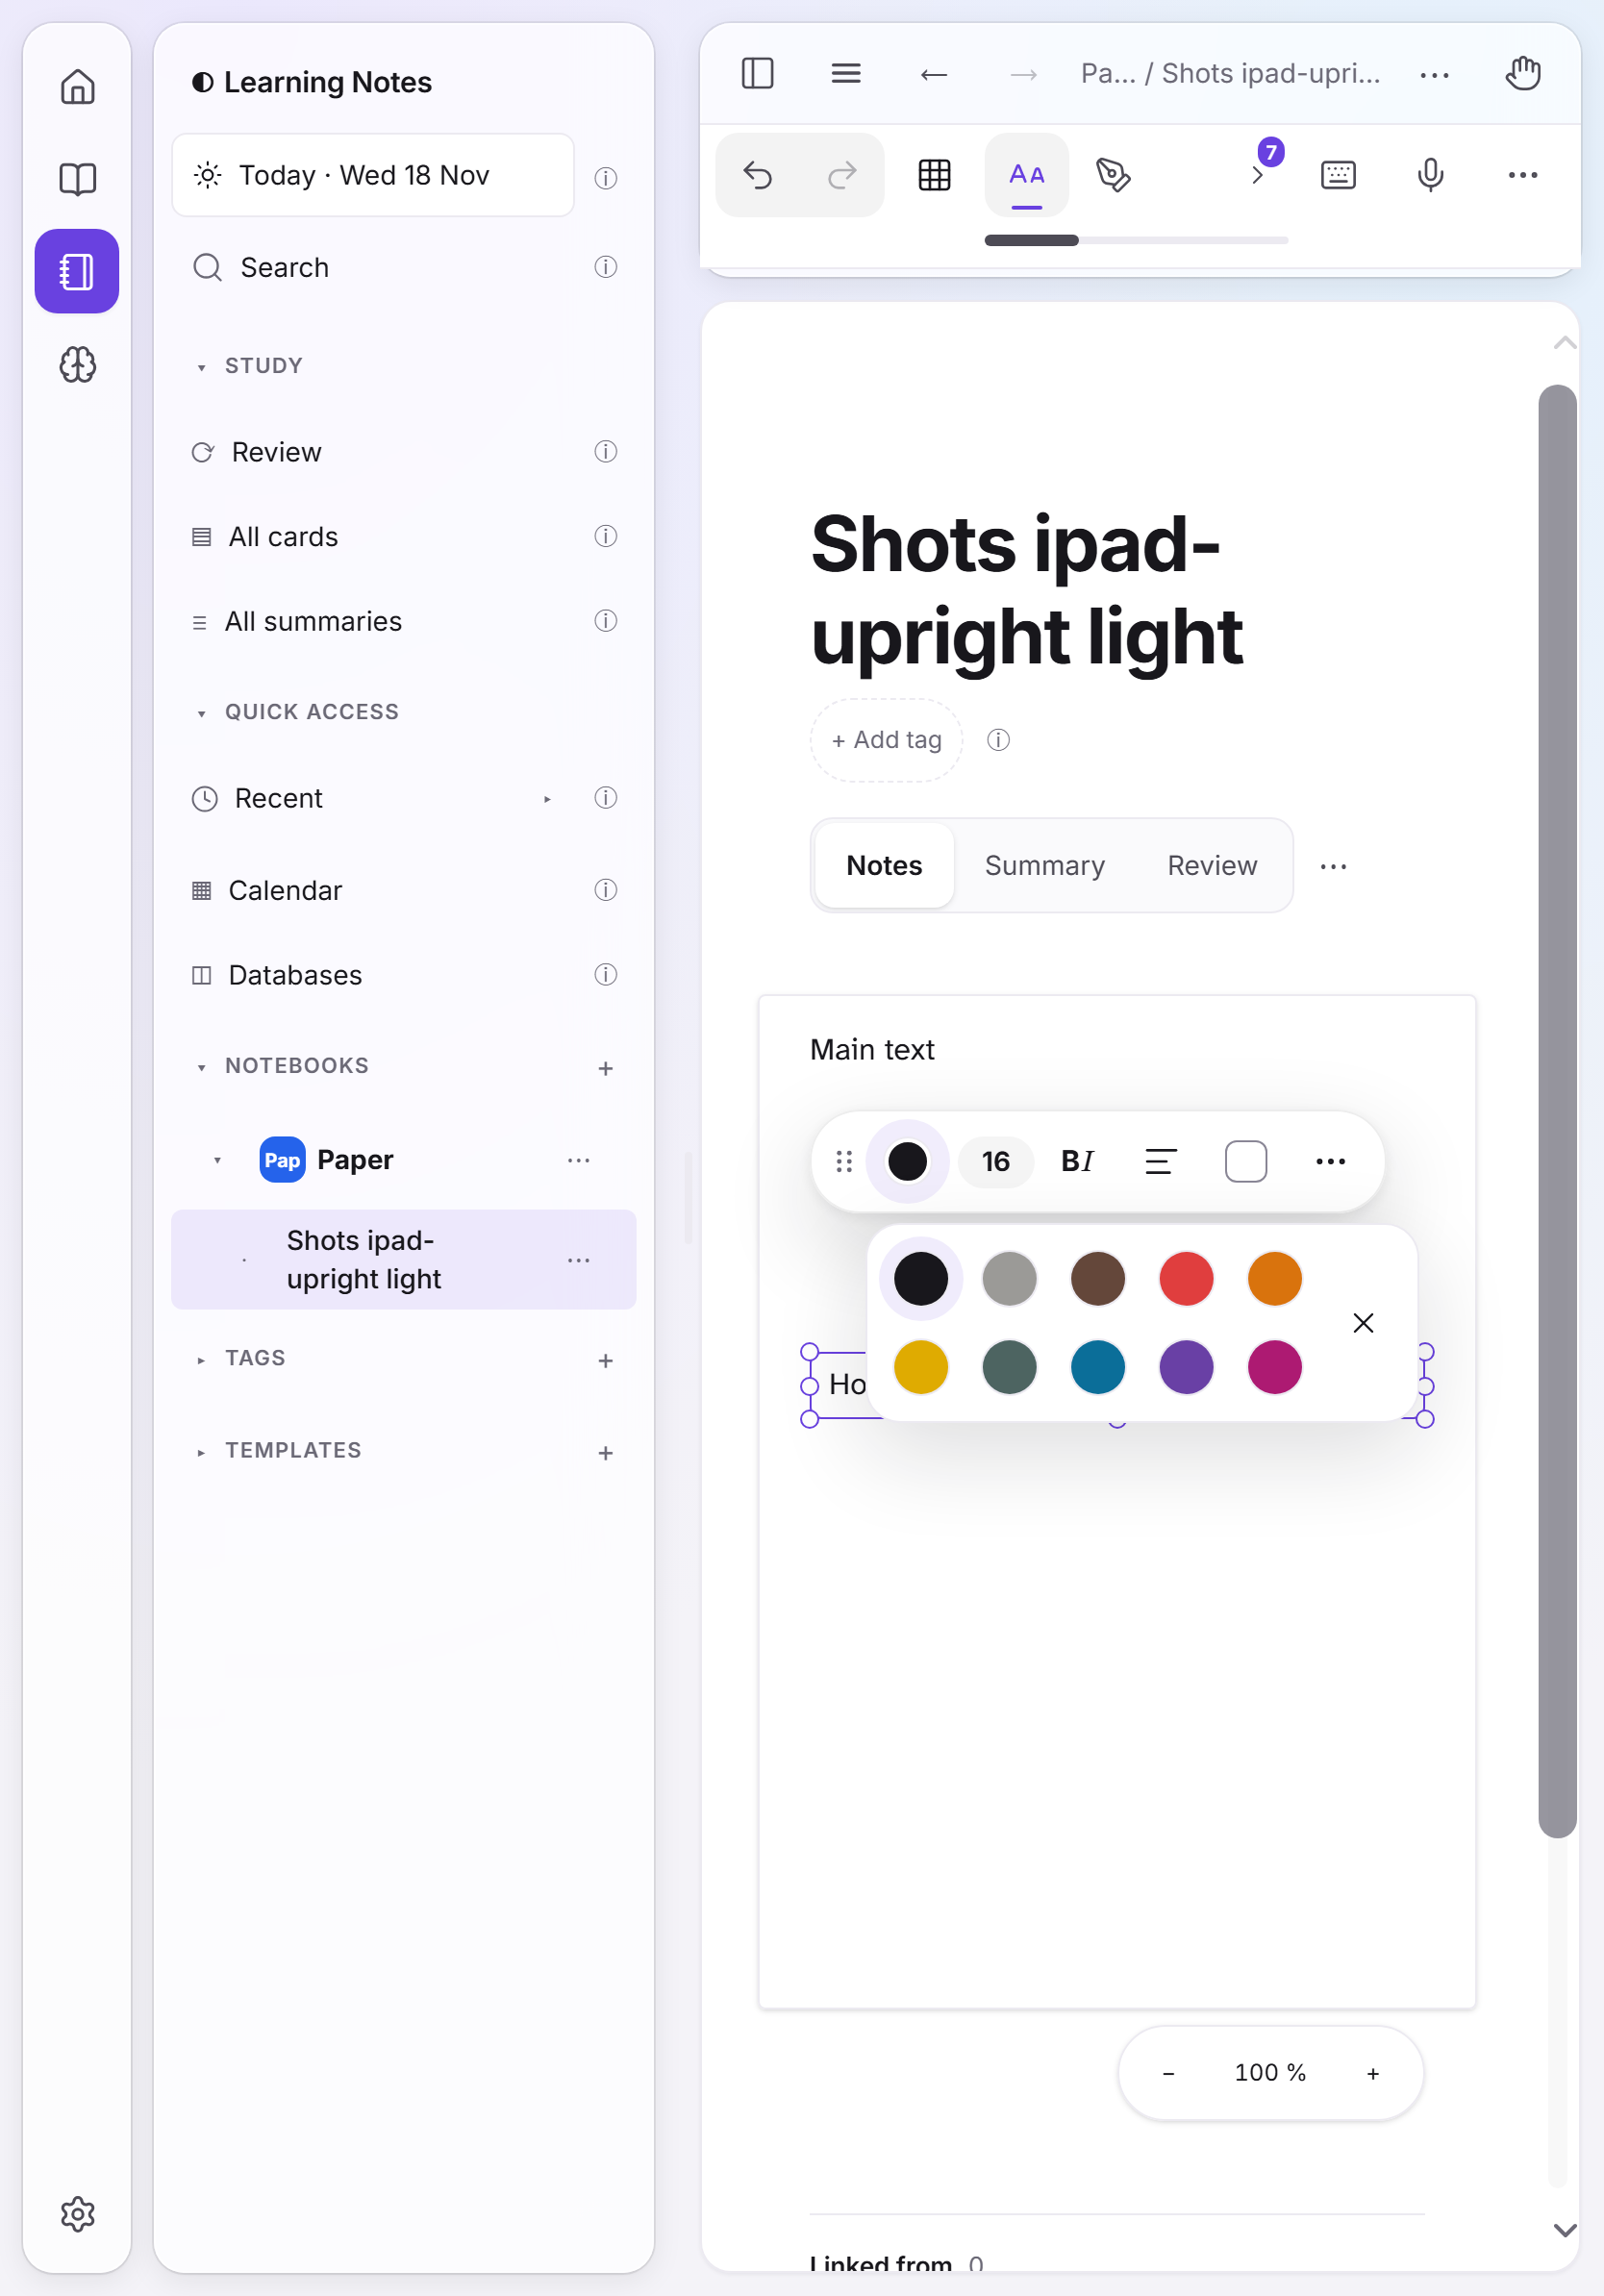 Learning Notes
Today · Wed 18 Nov
Search
STUDY
Review
All cards
All summaries
QUICK ACCESS
Recent
Calendar
Databases
NOTEBOOKS
Pap Paper
Shots ipad-
upright light
TAGS
TEMPLATES
Pa... / Shots ipad-upri...
AA
7
Shots ipad-
upright light
+ Add tag
Notes Summary Review
Main text
16 B I
Ho
− 100 % +
Linked from 0